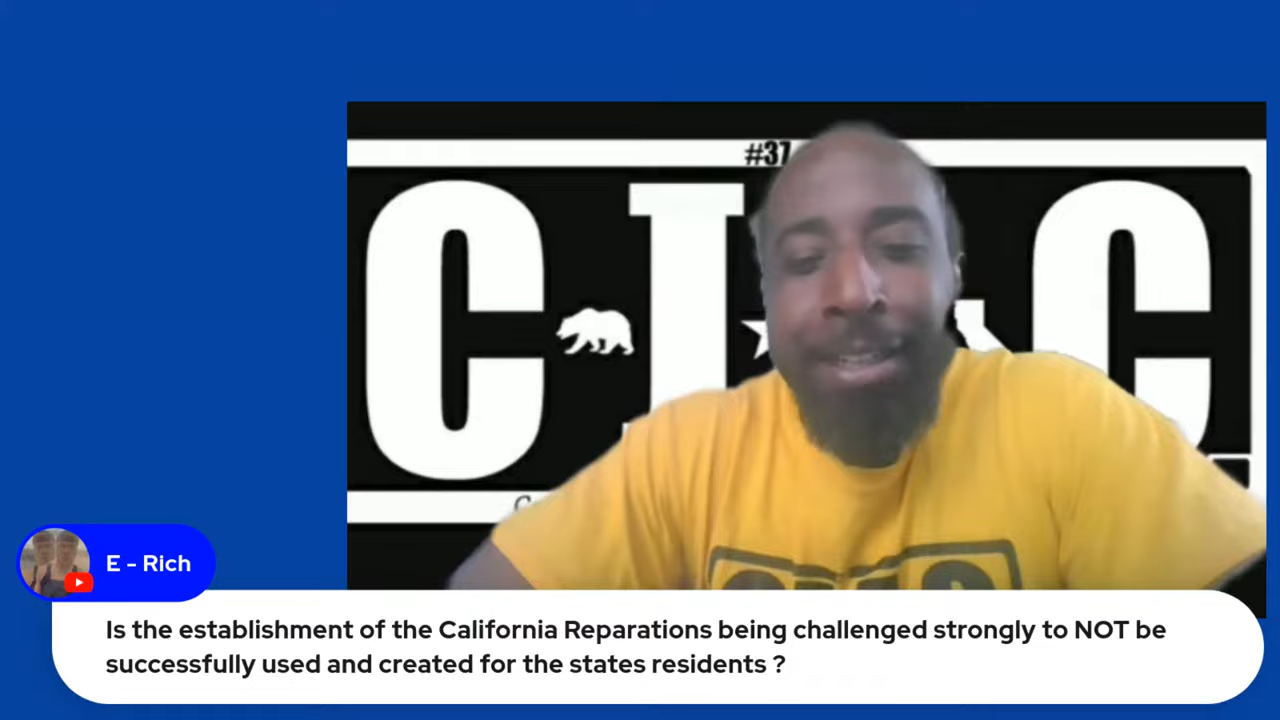 #37
C
C
E - Rich
Is the establishment of the California Reparations being challenged strongly to NOT be
successfully used and created for the states residents ?